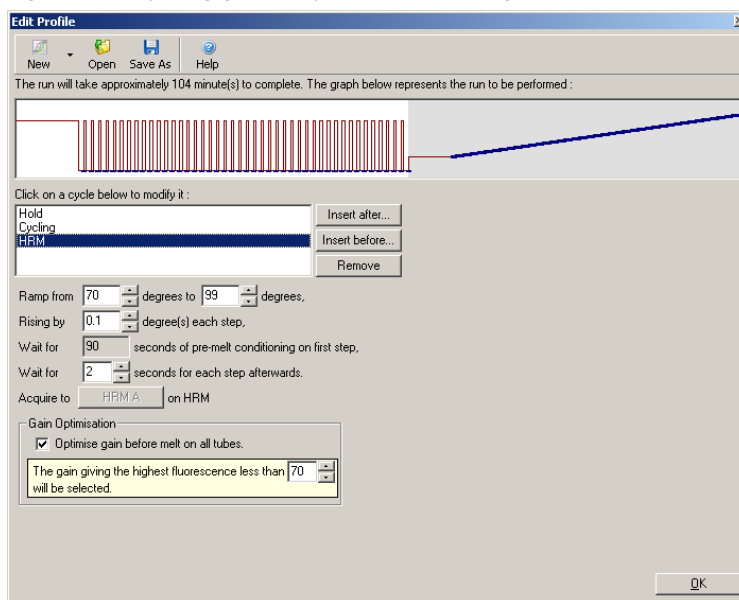 Edit Profile
New Open Save As Help
The run will take approximately 104 minute(s) to complete. The graph below represents the run to be performed :
Click on a cycle below to modify it :
Hold
Insert after...
Cycling
HRM
Insert before...
Remove
Ramp from 70 degrees to 99 degrees,
Rising by 0.1 degree(s) each step,
Wait for 90 seconds of pre-melt conditioning on first step,
Wait for 2 seconds for each step afterwards.
Acquire to HRM A on HRM
Gain Optimisation
Optimise gain before melt on all tubes.
The gain giving the highest fluorescence less than 70
will be selected.
OK